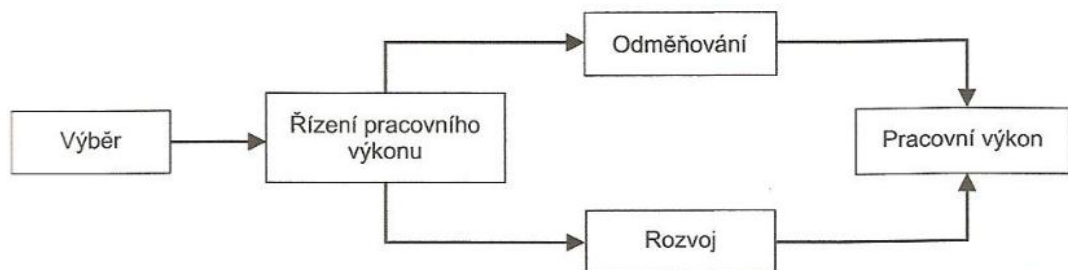 Odměňování
Výběr
Řízení pracovního
výkonu
Pracovní výkon
Rozvoj